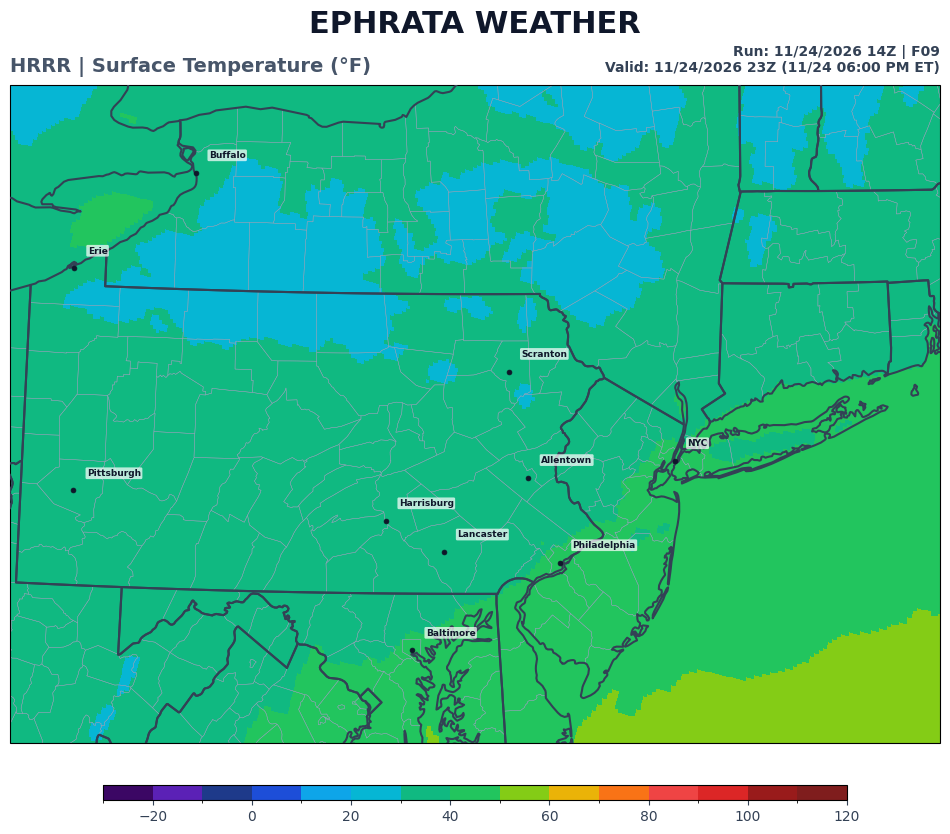 EPHRATA WEATHER
HRRR | Surface Temperature (°F)
Run: 11/24/2026 14Z | F09
Valid: 11/24/2026 23Z (11/24 06:00 PM ET)
Buffalo
Erie
Scranton
NYC
Allentown
Pittsburgh
Harrisburg
Lancaster
Philadelphia
Baltimore
−20 0 20 40 60 80 100 120